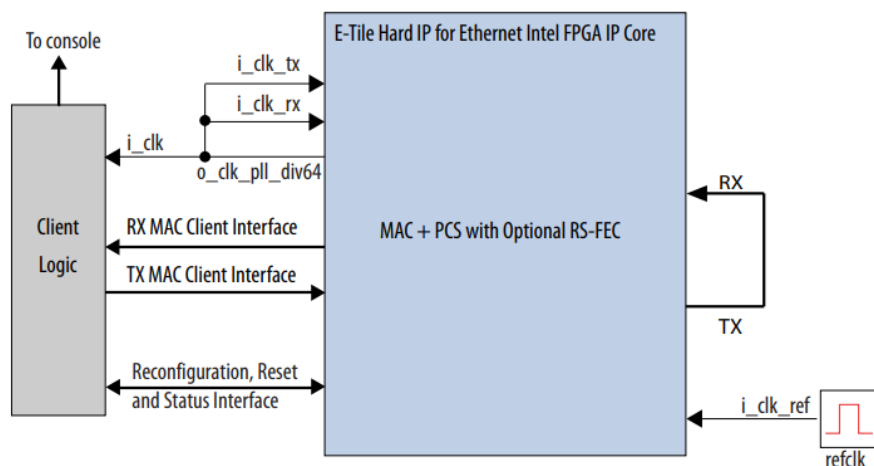 E-Tile Hard IP for Ethernet Intel FPGA IP Core
To console
i_clk_tx
i_clk_rx
i_clk
o_clk_pll_div64
RX
Client
Logic
RX MAC Client Interface
MAC + PCS with Optional RS-FEC
TX MAC Client Interface
TX
Reconfiguration, Reset
and Status Interface
i_clk_ref
refclk